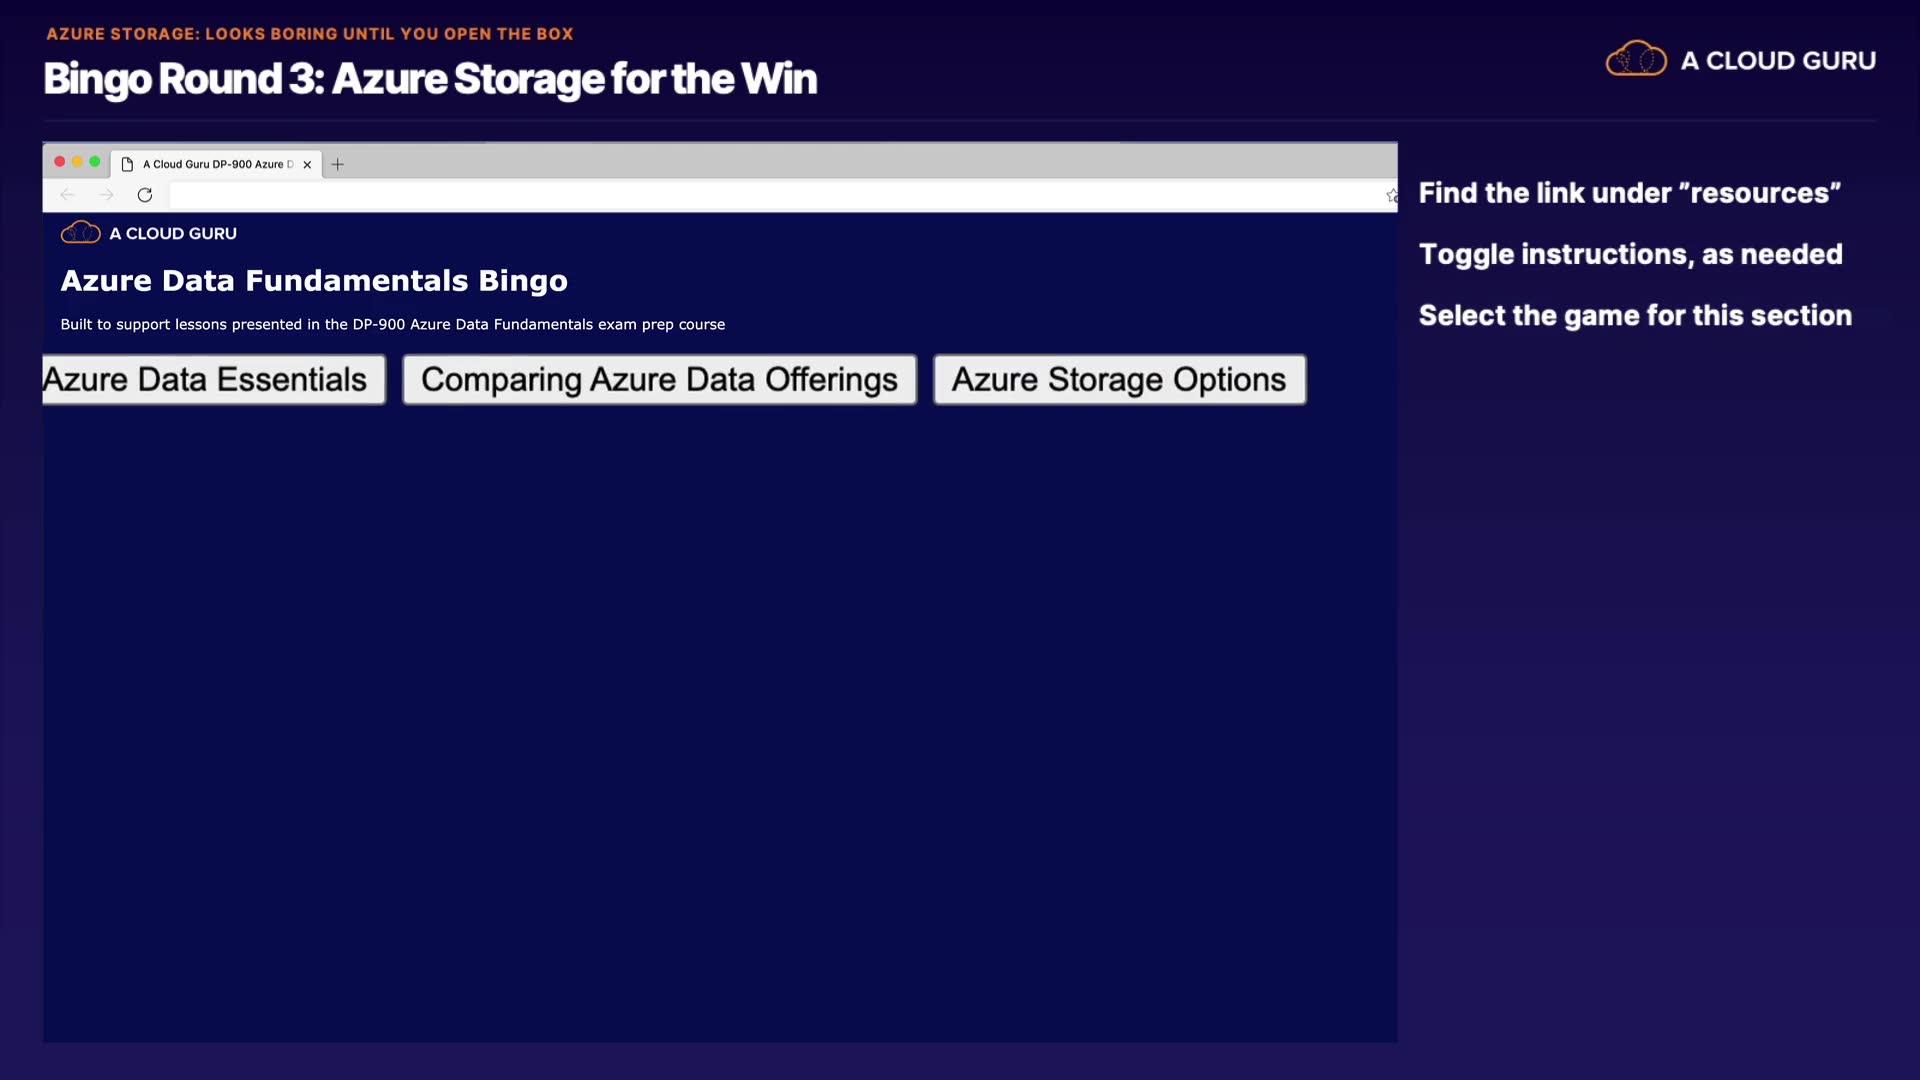 AZURE STORAGE: LOOKS BORING UNTIL YOU OPEN THE BOX
Bingo Round 3: Azure Storage for the Win
A CLOUD GURU
A Cloud Guru DP-900 Azure D
A CLOUD GURU
Azure Data Fundamentals Bingo
Built to support lessons presented in the DP-900 Azure Data Fundamentals exam prep course
Azure Data Essentials Comparing Azure Data Offerings Azure Storage Options
Find the link under "resources"
Toggle instructions, as needed
Select the game for this section